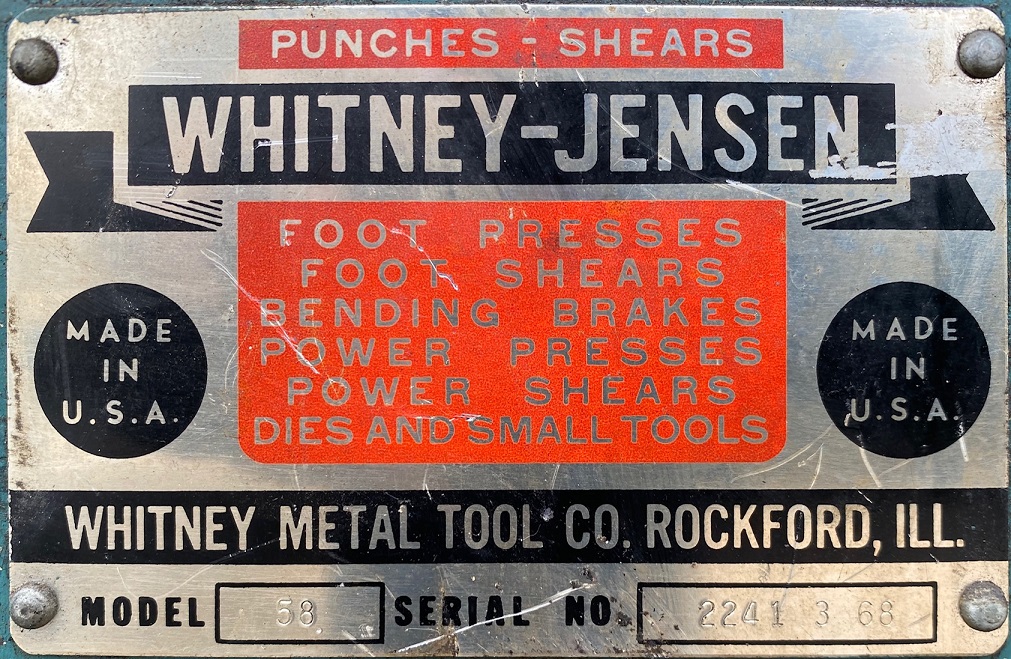 PUNCHES - SHEARS
WHITNEY-JENSEN
FOOT PRESSES
FOOT SHEARS
BENDING BRAKES
POWER PRESSES
POWER SHEARS
DIES AND SMALL TOOLS
MADE
IN
U.S.A.
MADE
IN
U.S.A.
WHITNEY METAL TOOL CO. ROCKFORD, ILL.
MODEL 58 SERIAL NO 2241 3 68